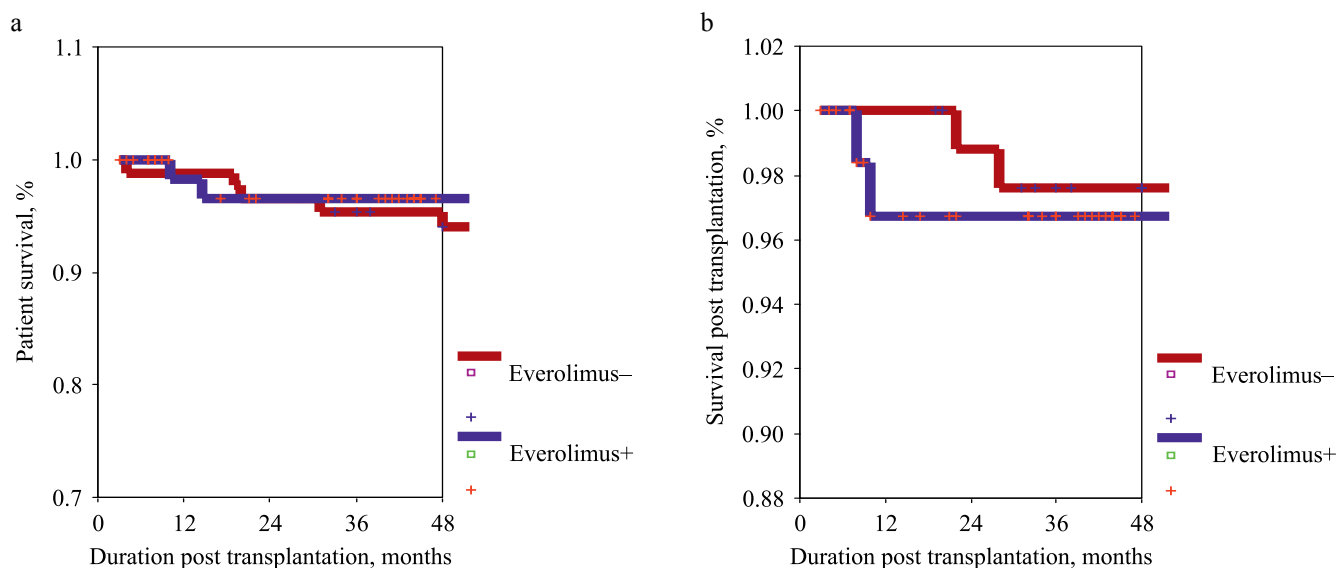 a
1.1
1.0
0.9
0.8
0.7
Patient survival, %
0 12 24 36 48
Duration post transplantation, months
Everolimus–
Everolimus+
b
1.02
1.00
0.98
0.96
0.94
0.92
0.90
0.88
Survival post transplantation, %
0 12 24 36 48
Duration post transplantation, months
Everolimus–
Everolimus+